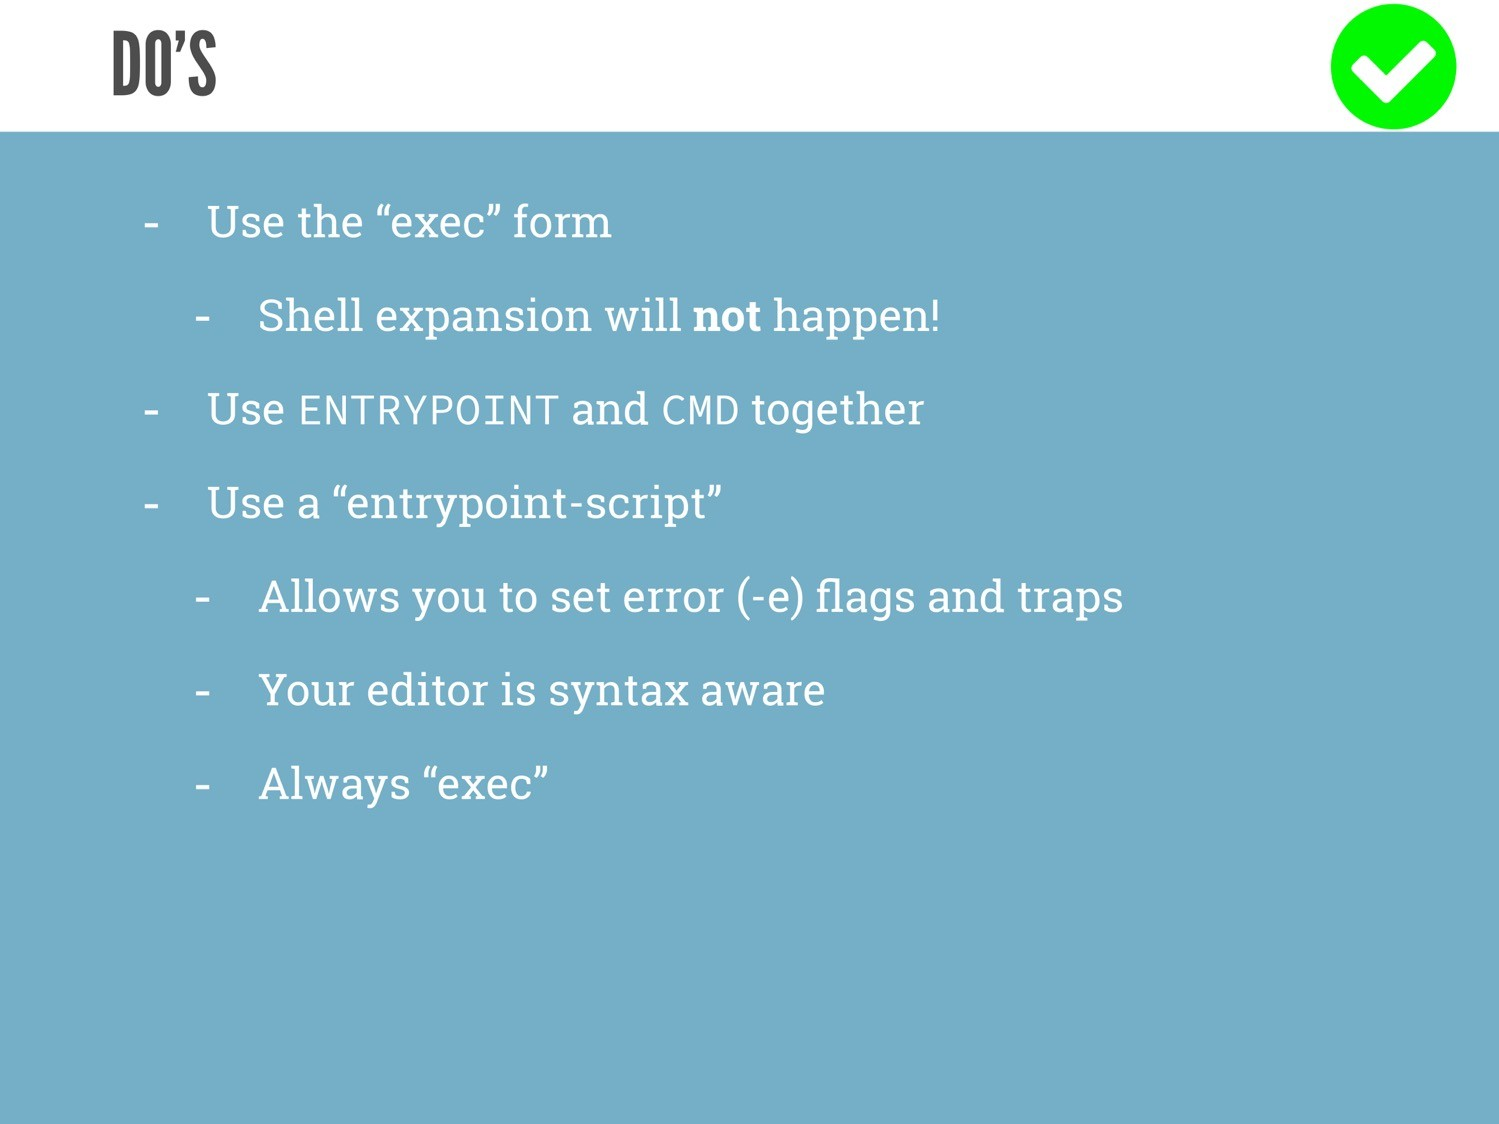 DO’S
- Use the “exec” form
- Shell expansion will not happen!
- Use ENTRYPOINT and CMD together
- Use a “entrypoint-script”
- Allows you to set error (-e) flags and traps
- Your editor is syntax aware
- Always “exec”